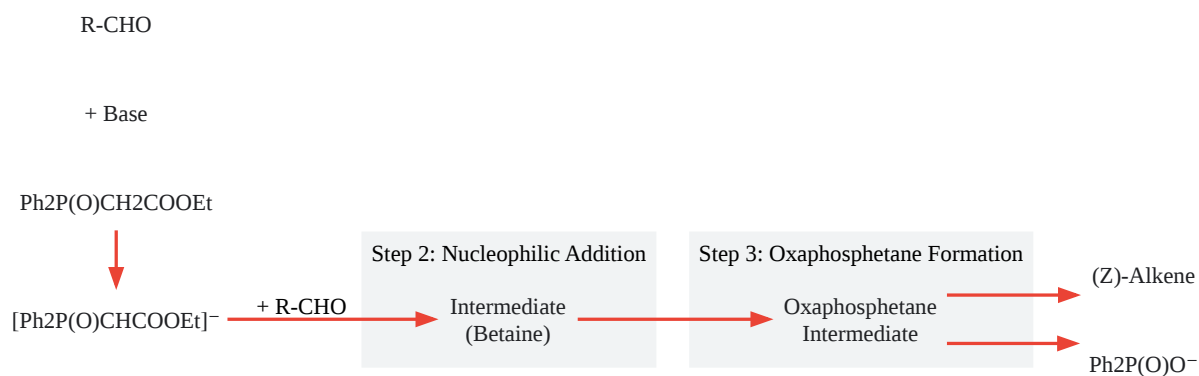 R-CHO
+ Base
Ph2P(O)CH2COOEt
[Ph2P(O)CHCOOEt]⁻
+ R-CHO
Step 2: Nucleophilic Addition
Intermediate
(Betaine)
Step 3: Oxaphosphetane Formation
Oxaphosphetane
Intermediate
(Z)-Alkene
Ph2P(O)O⁻